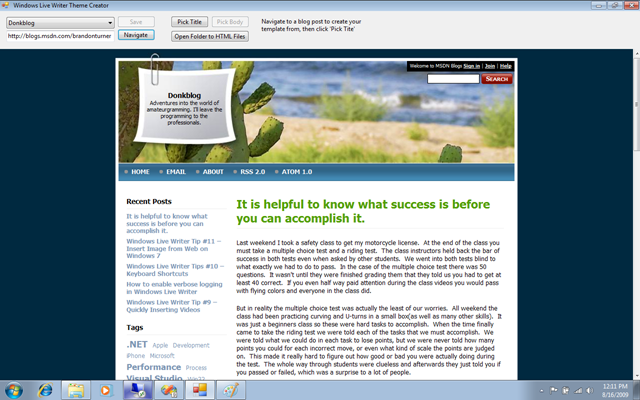 Windows Live Writer Theme Creator
Donkblog
Save
Pick Title
Pick Body
Navigate to a blog post to create your
template from, then click 'Pick Title'
http://blogs.msdn.com/brandonturner
Navigate
Open Folder to HTML Files
Welcome to MSDN Blogs Sign in | Join | Help
SEARCH
Donkblog
Adventures into the world of
amateurgramming. I'll leave the
programming to the
professionals.
HOME
EMAIL
ABOUT
RSS 2.0
ATOM 1.0
Recent Posts
It is helpful to know what
success is before you can
accomplish it.
Windows Live Writer Tip #11 –
Insert Image from Web on
Windows 7
Windows Live Writer Tips #10 –
Keyboard Shortcuts
How to enable verbose logging
in Windows Live Writer
Windows Live Writer Tip #9 –
Quickly Inserting Videos
Tags
.NET Apple Development
iPhone Microsoft
Performance Process
Visual Studio Win32
It is helpful to know what success is before
you can accomplish it.
Last weekend I took a safety class to get my motorcycle license. At the end of the class you
must take a multiple choice test and a riding test. The class instructors held back the bar of
success in both tests even when asked by other students. We went into both tests blind to
what exactly we had to do to pass. In the case of the multiple choice test there was 50
questions. It wasn't until they were finished grading them that they told us you had to get at
least 40 correct. If you even half way paid attention during the class videos you would pass
with flying colors and everyone in the class did.
But in reality the multiple choice test was actually the least of our worries. All weekend the
class had been practicing curving and U-turns in a small box(as well as many other skills). It
was just a beginners class so these were hard tasks to accomplish. When the time finally
came to take the riding test we were told each of the tasks that we must accomplish. We
were told what we could do in each task to lose points, but we were never told how many
points you could for each incorrect move, or even what kind of scale the points are judged
on. This made it really hard to figure out how good or bad you were actually doing during
the test. The whole way through students were clueless and afterwards they just told you if
you passed or failed, which was a surprise to a lot of people.
12:11 PM
8/16/2009